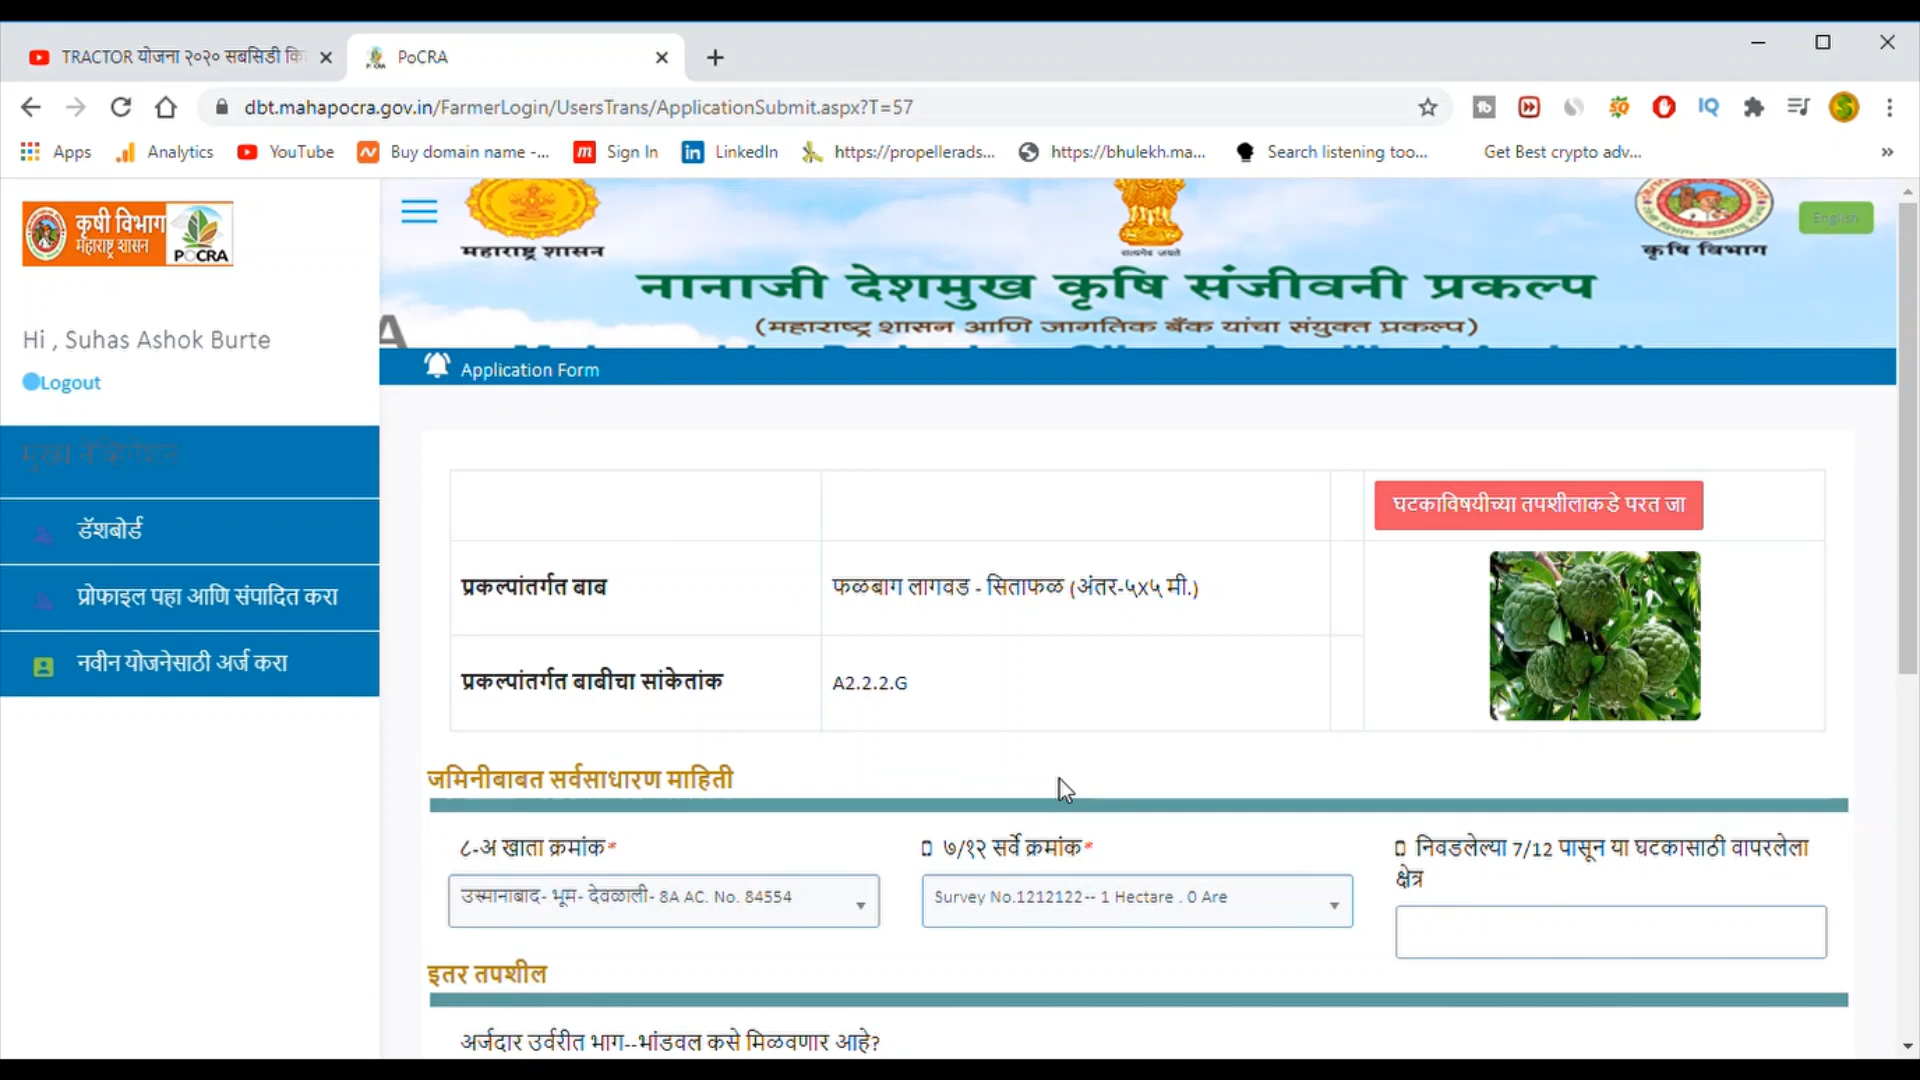 TRACTOR योजना २०२० सबसिडी कि
PoCRA
dbt.mahapocra.gov.in/FarmerLogin/UsersTrans/ApplicationSubmit.aspx?T=57
Apps
Analytics
YouTube
Buy domain name -...
Sign In
LinkedIn
https://propellerads...
https://bhulekh.ma...
Search listening too...
Get Best crypto adv...
कृषी विभाग
महाराष्ट्र शासन
PoCRA
महाराष्ट्र शासन
सत्यमेव जयते
कृषि विभाग
English
नानाजी देशमुख कृषि संजीवनी प्रकल्प
(महाराष्ट्र शासन आणि जागतिक बँक यांचा संयुक्त प्रकल्प)
Hi , Suhas Ashok Burte
Logout
Application Form
डॅशबोर्ड
प्रोफाइल पहा आणि संपादित करा
नवीन योजनेसाठी अर्ज करा
घटकाविषयीच्या तपशीलाकडे परत जा
प्रकल्पांतर्गत बाब
फळबाग लागवड - सिताफळ (अंतर-५x५ मी.)
प्रकल्पांतर्गत बाबीचा सांकेतांक
A2.2.2.G
जमिनीबाबत सर्वसाधारण माहिती
८-अ खाता क्रमांक*
७/१२ सर्वे क्रमांक*
निवडलेल्या 7/12 पासून या घटकासाठी वापरलेला
क्षेत्र
उस्मानाबाद- भूम- देवळाली- 8A AC. No. 84554
Survey No.1212122-- 1 Hectare . 0 Are
इतर तपशील
अर्जदार उर्वरीत भाग--भांडवल कसे मिळवणार आहे?